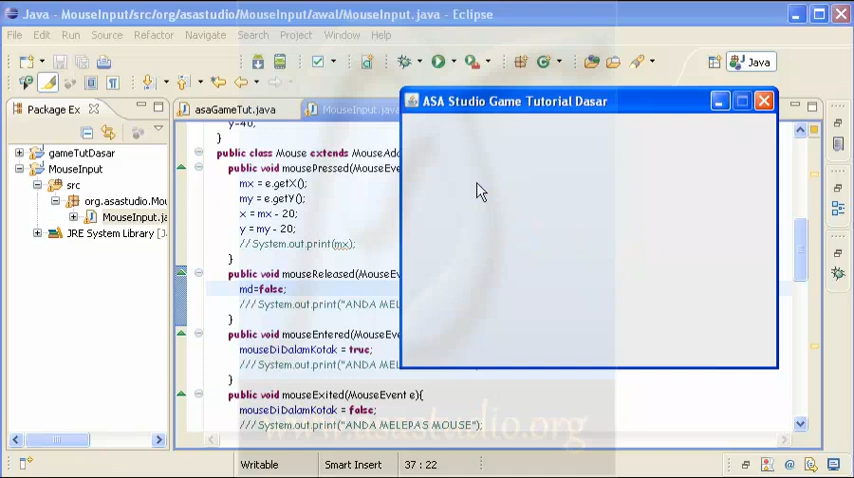 Java - MouseInput/src/org/asastudio/MouseInput/awal/MouseInput.java - Eclipse
File Edit Run Source Refactor Navigate Search Project Window Help
Java
Package Ex
asaGameTut.java
MouseInput.java
ASA Studio Game Tutorial Dasar
gameTutDasar
MouseInput
src
org.asastudio.Mou
MouseInput.ja
JRE System Library [
y=40;
}
public class Mouse extends MouseAda
public void mousePressed(MouseEve
mx = e.getX();
my = e.getY();
x = mx - 20;
y = my - 20;
//System.out.print(mx);
}
public void mouseReleased(MouseEv
md=false;
///System.out.print("ANDA MEL
}
public void mouseEntered(MouseEve
mouseDiDalamKotak = true;
///System.out.print("ANDA MEL
}
public void mouseExited(MouseEvent e){
mouseDiDalamKotak = false;
///System.out.print("ANDA MELEPAS MOUSE");
www.asastudio.org
Writable
Smart Insert
37 : 22